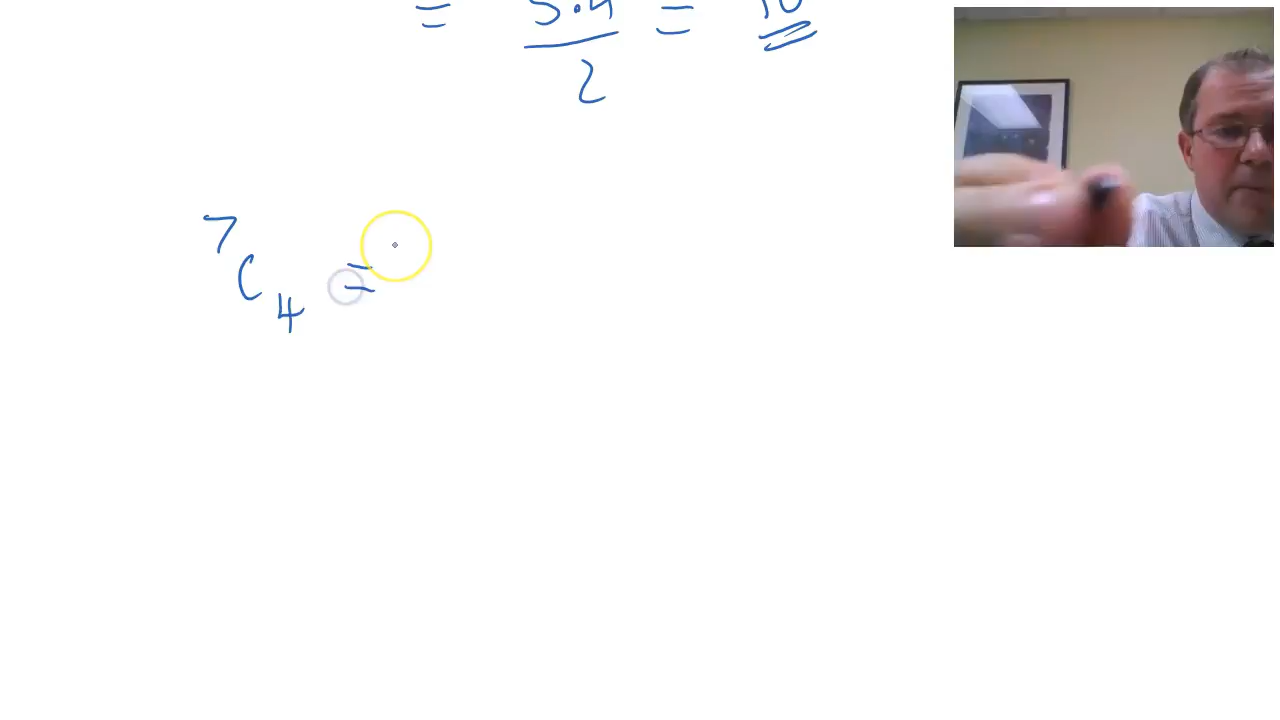 = 5·4 / 2 = 10
⁷C₄ =